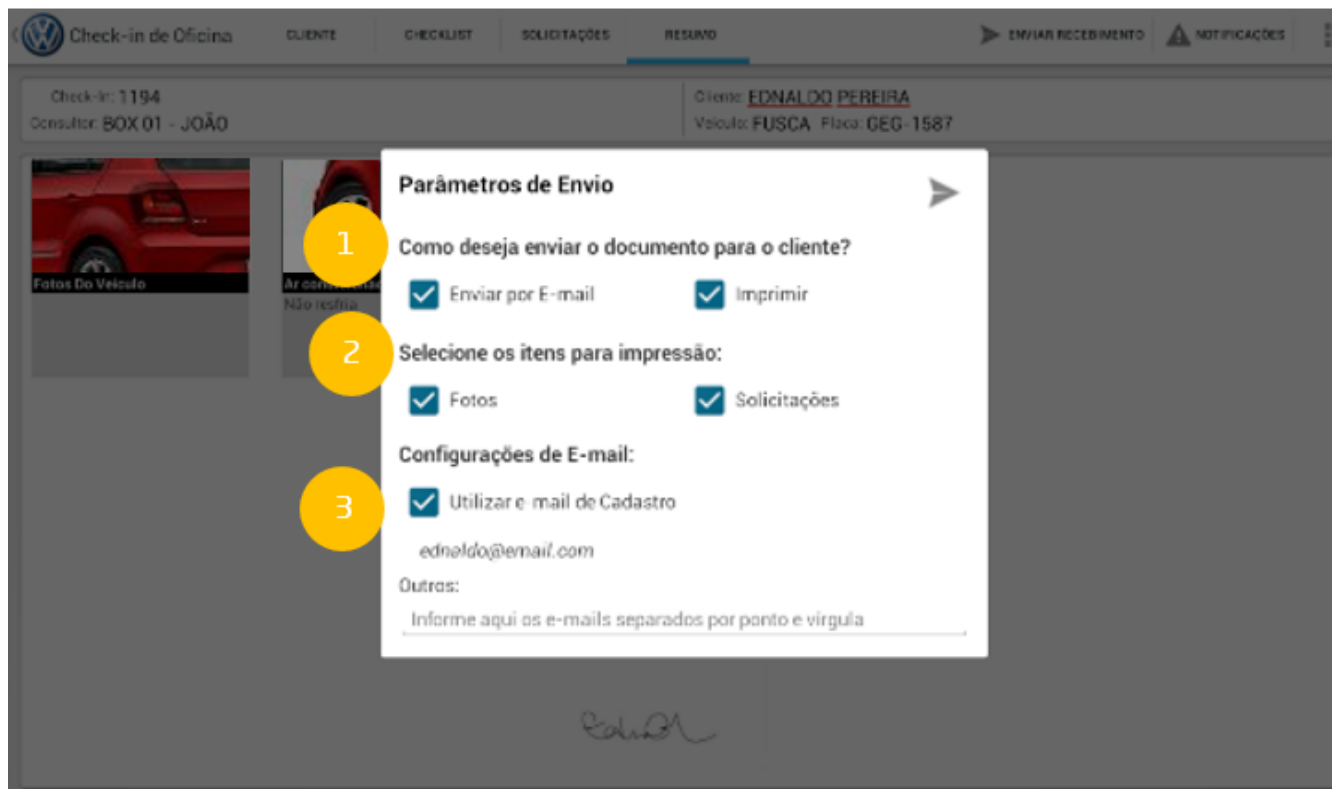 Check-in de Oficina
CLIENTE
CHECKLIST
SOLICITAÇÕES
RESUMO
ENVIAR RECEBIMENTO
NOTIFICAÇÕES
Check-In: 1194
Cliente: EDNALDO PEREIRA
Consultor: BOX 01 - JOÃO
Veículo: FUSCA Placa: GEG-1587
Parâmetros de Envio
1
Como deseja enviar o documento para o cliente?
Enviar por E-mail
Imprimir
Fotos Do Veículo
Não resfria
2
Selecione os itens para impressão:
Fotos
Solicitações
Configurações de E-mail:
3
Utilizar e-mail de Cadastro
ednaldo@email.com
Outros:
Informe aqui os e-mails separados por ponto e vírgula